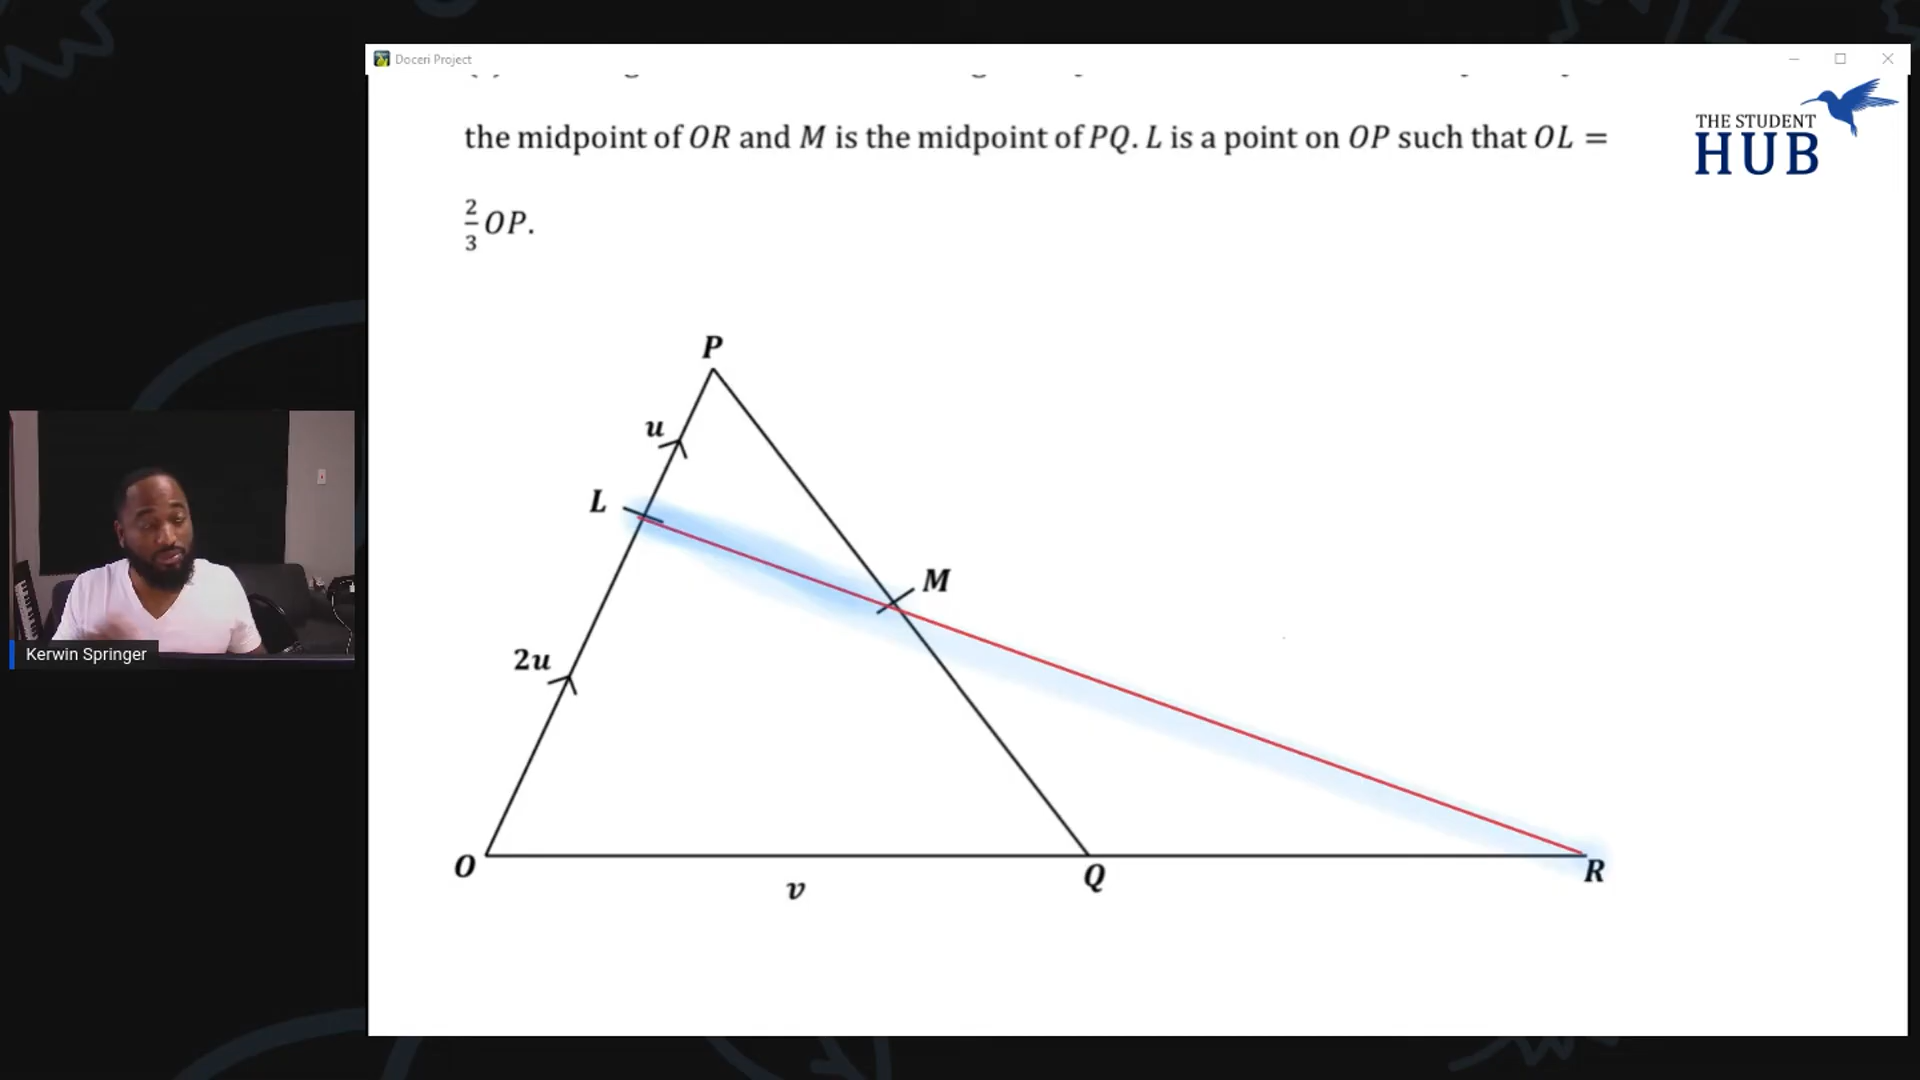 Doceri Project
the midpoint of OR and M is the midpoint of PQ. L is a point on OP such that OL =
2/3 OP.
THE STUDENT
HUB
P
u
L
M
2u
O
v
Q
R
Kerwin Springer